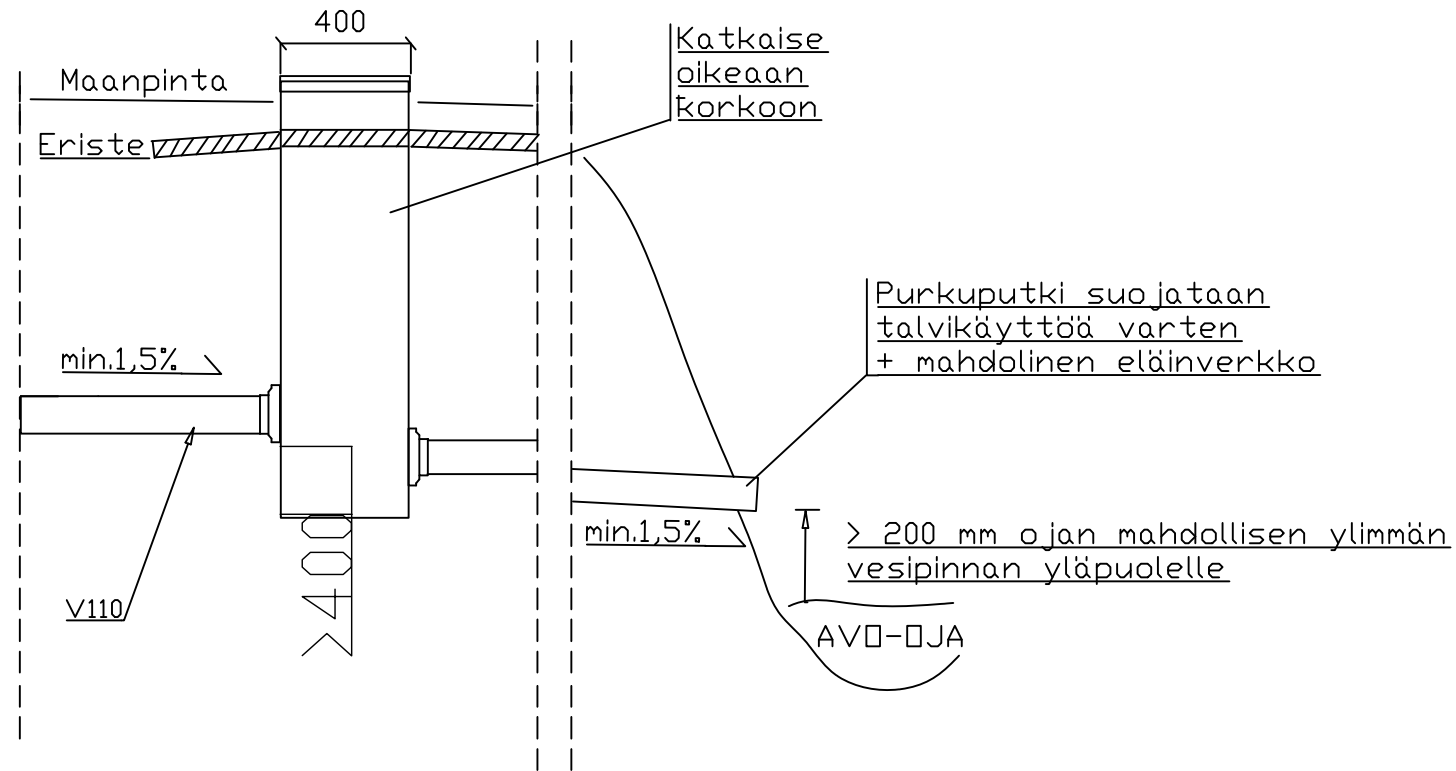 400
Katkaise
oikeaan
korkoon
Maanpinta
Eriste
Purkuputki suojataan
talvikäyttöä varten
+ mahdolinen eläinverkko
min.1,5%
min.1,5%
> 200 mm ojan mahdollisen ylimmän
vesipinnan yläpuolelle
V110
>400
AVO-OJA